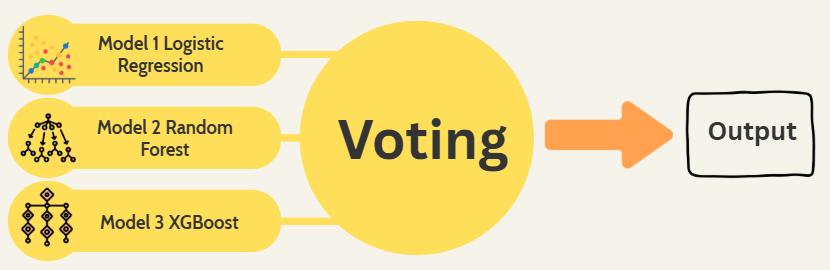 Model 1 Logistic
Regression
Model 2 Random
Forest
Model 3 XGBoost
Voting
Output